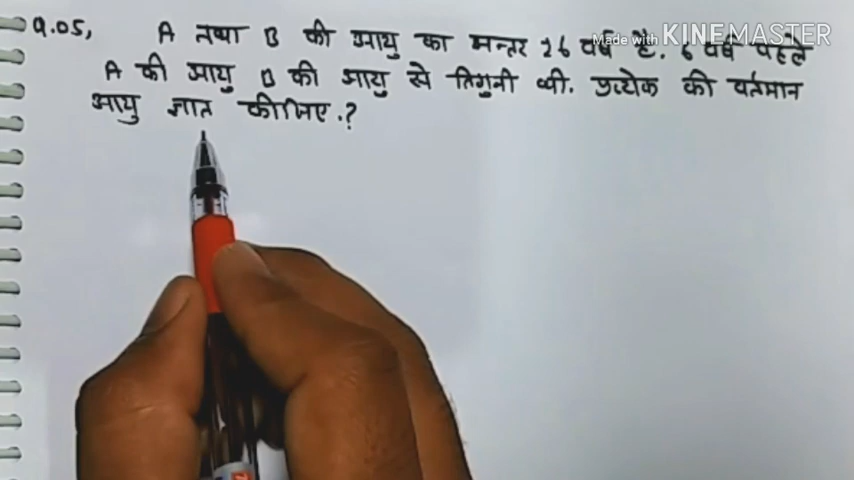 Q.05, A तथा B की आयु का अन्तर 16 वर्ष है. 6 वर्ष पहले
Made with KINEMASTER
A की आयु B की आयु से तिगुनी थी. प्रत्येक की वर्तमान
आयु ज्ञात कीजिए.?